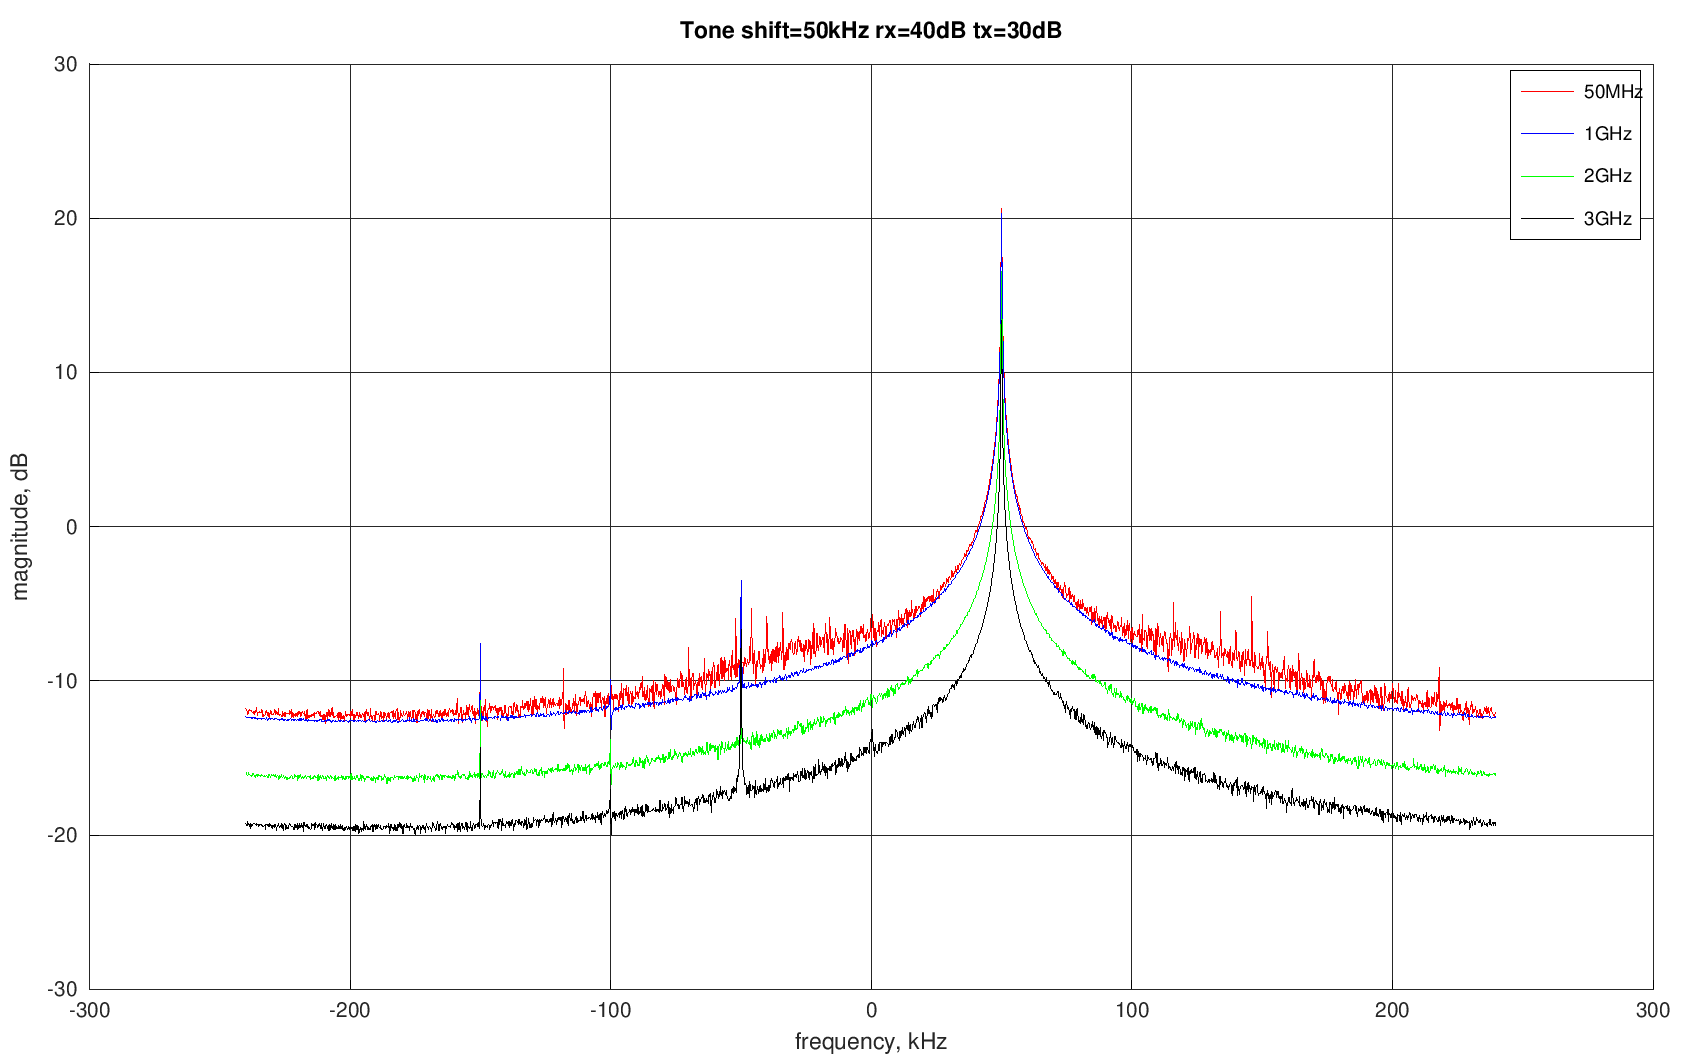 Tone shift=50kHz rx=40dB tx=30dB
30
20
10
0
-10
-20
-30
magnitude, dB
50MHz
1GHz
2GHz
3GHz
-300
-200
-100
0
100
200
300
frequency, kHz